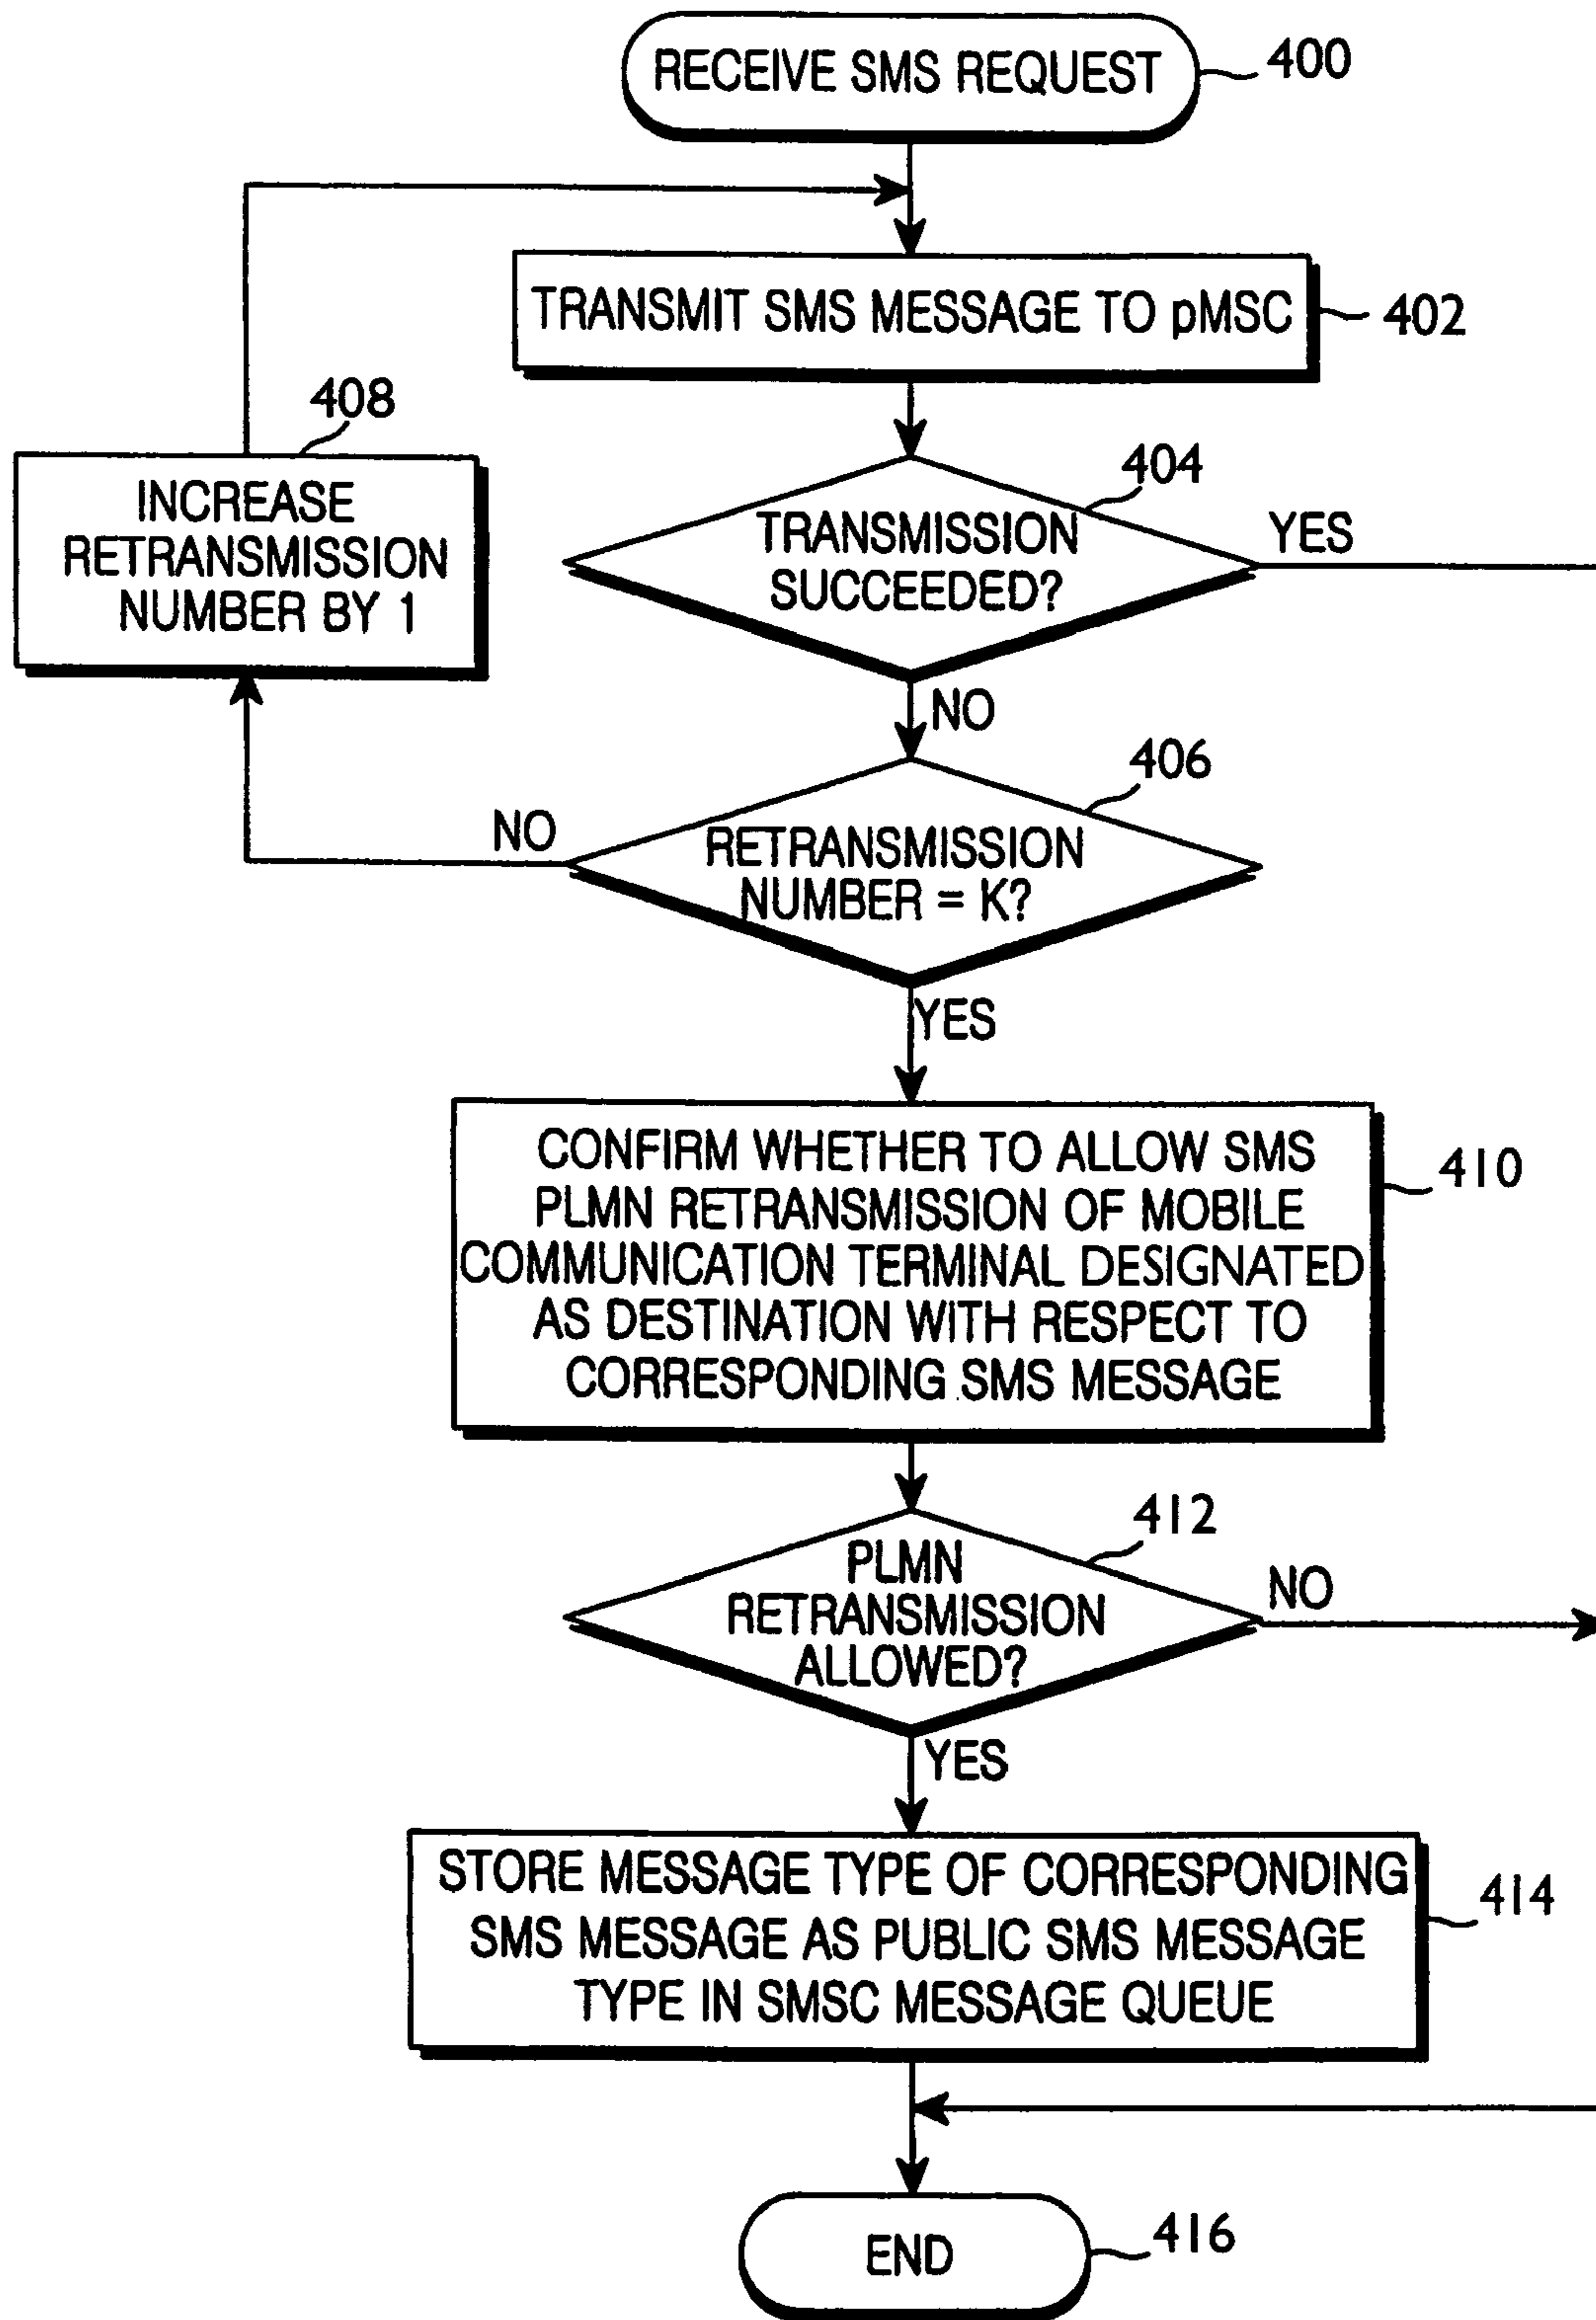 RECEIVE SMS REQUEST
400
TRANSMIT SMS MESSAGE TO pMSC
402
408
INCREASE
RETRANSMISSION
NUMBER BY 1
404
TRANSMISSION
SUCCEEDED?
YES
NO
406
RETRANSMISSION
NUMBER = K?
NO
YES
CONFIRM WHETHER TO ALLOW SMS
PLMN RETRANSMISSION OF MOBILE
COMMUNICATION TERMINAL DESIGNATED
AS DESTINATION WITH RESPECT TO
CORRESPONDING SMS MESSAGE
410
412
PLMN
RETRANSMISSION
ALLOWED?
NO
YES
STORE MESSAGE TYPE OF CORRESPONDING
SMS MESSAGE AS PUBLIC SMS MESSAGE
TYPE IN SMSC MESSAGE QUEUE
414
END
416